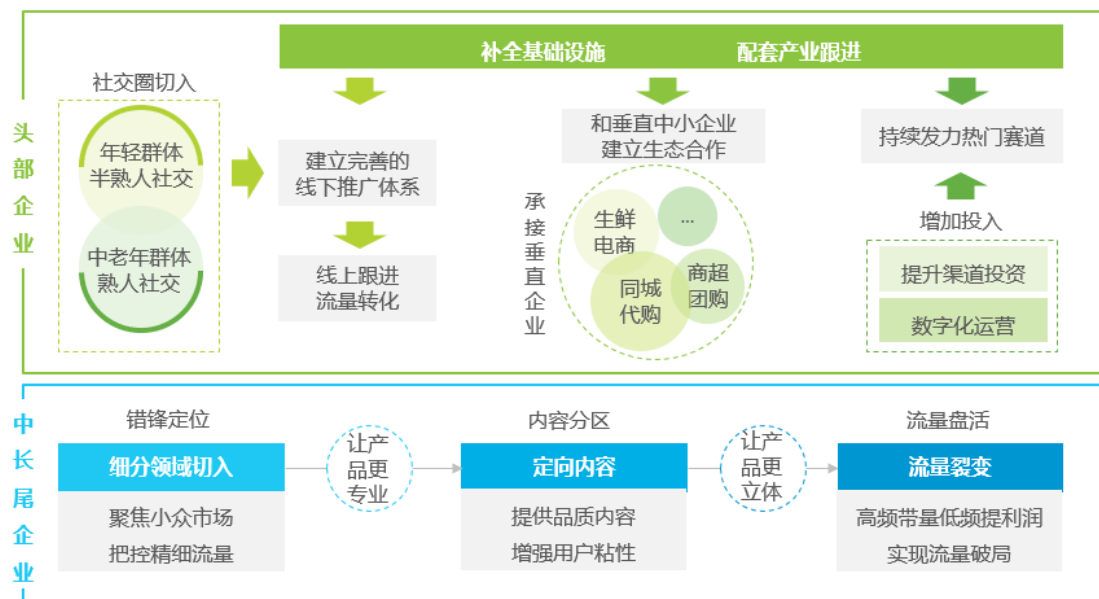 头部企业
补全基础设施 配套产业跟进
社交圈切入
年轻群体
半熟人社交
中老年群体
熟人社交
建立完善的
线下推广体系
线上跟进
流量转化
和垂直中小企业
建立生态合作
承接垂直企业
生鲜
电商
...
同城
代购
商超
团购
持续发力热门赛道
增加投入
提升渠道投资
数字化运营
中长尾企业
错锋定位
细分领域切入
聚焦小众市场
把控精细流量
让产
品更
专业
内容分区
定向内容
提供品质内容
增强用户粘性
让产
品更
立体
流量盘活
流量裂变
高频带量低频提利润
实现流量破局